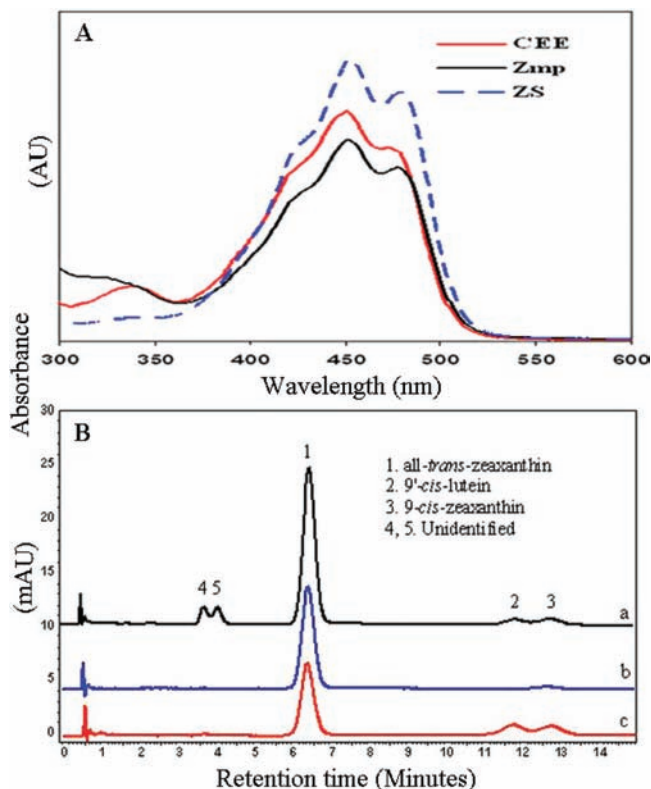 A
CEE
Zmp
ZS
(AU)
300 350 400 450 500 550 600
Wavelength (nm)
Absorbance
B
30
25
20
15
10
5
0
(mAU)
1
1. all-trans-zeaxanthin
2. 9'-cis-lutein
3. 9-cis-zeaxanthin
4, 5. Unidentified
4 5
2 3
a
b
c
0 1 2 3 4 5 6 7 8 9 10 11 12 13 14
Retention time (Minutes)